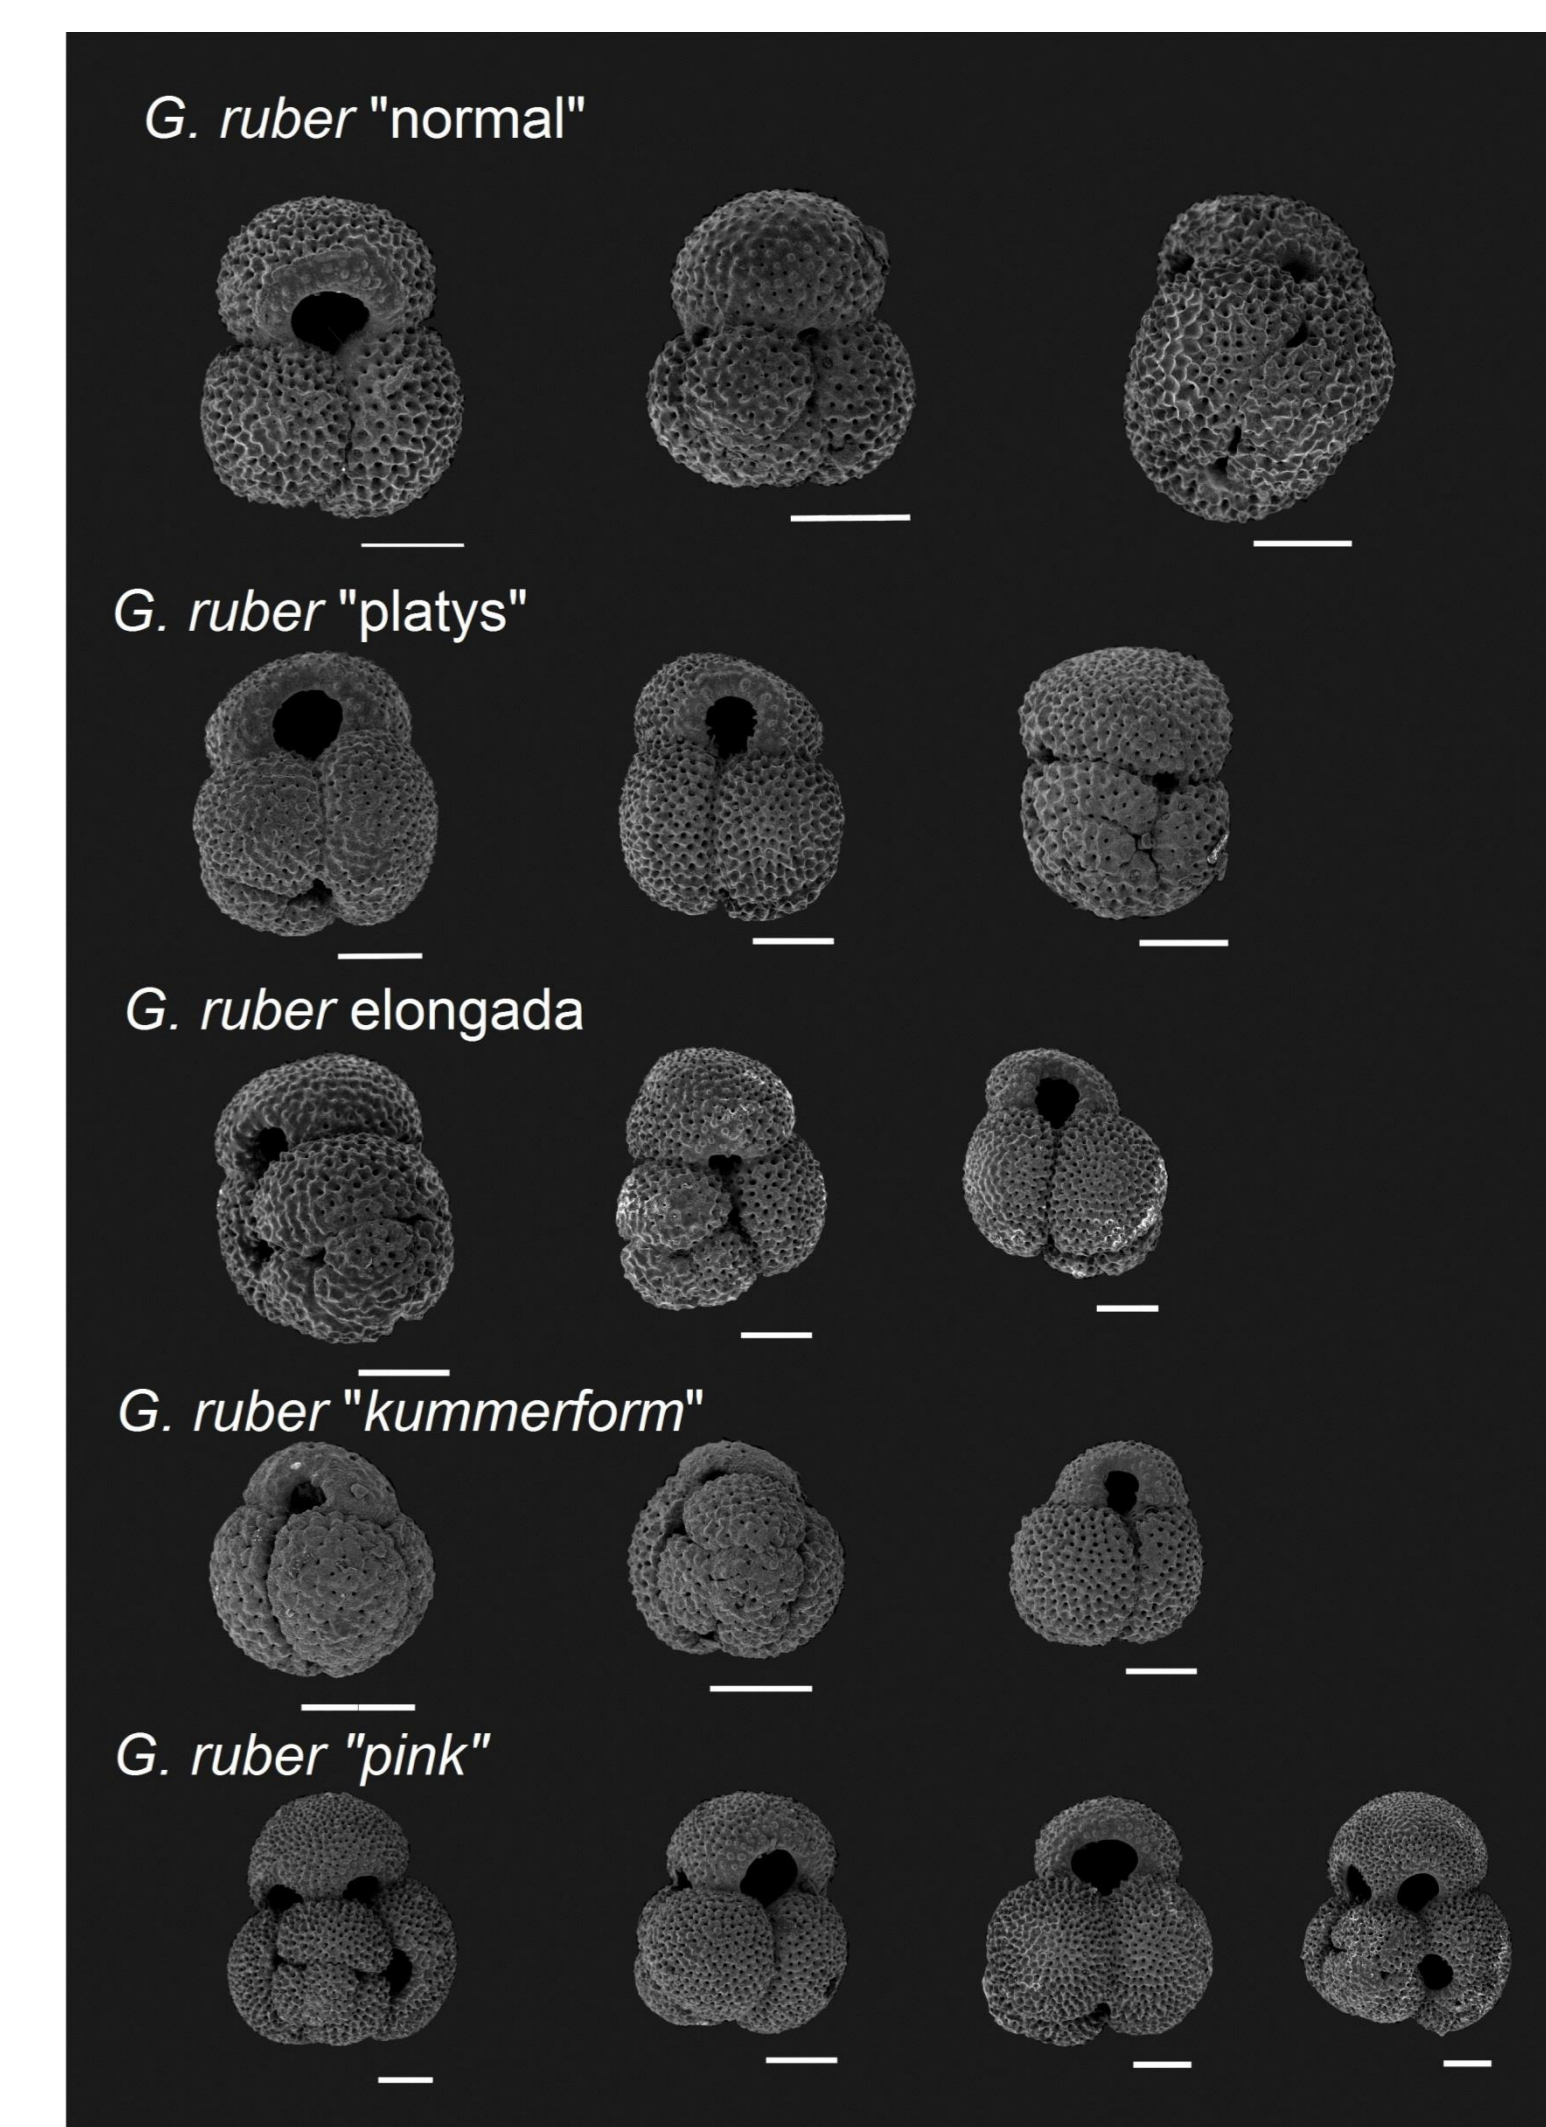 G. ruber "normal"
G. ruber "platys"
G. ruber elongada
G. ruber "kummerform"
G. ruber "pink"